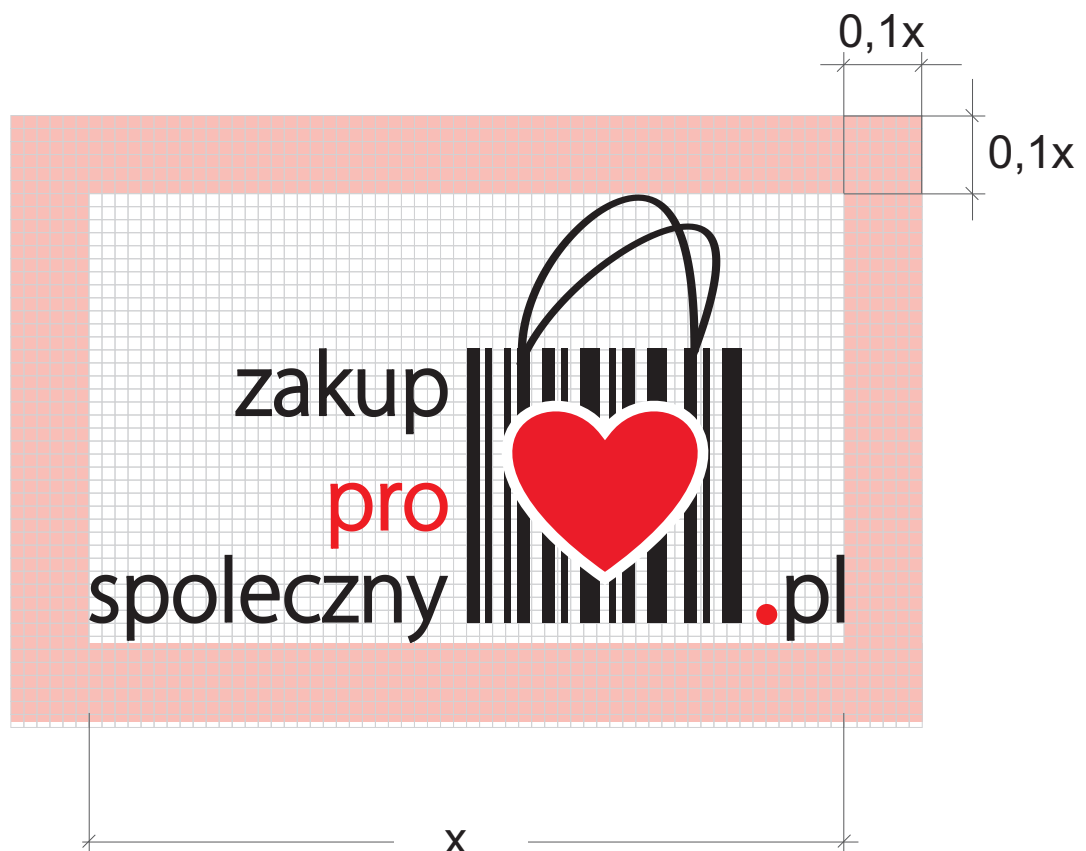 0,1x
0,1x
zakup
pro
spoleczny
.pl
x